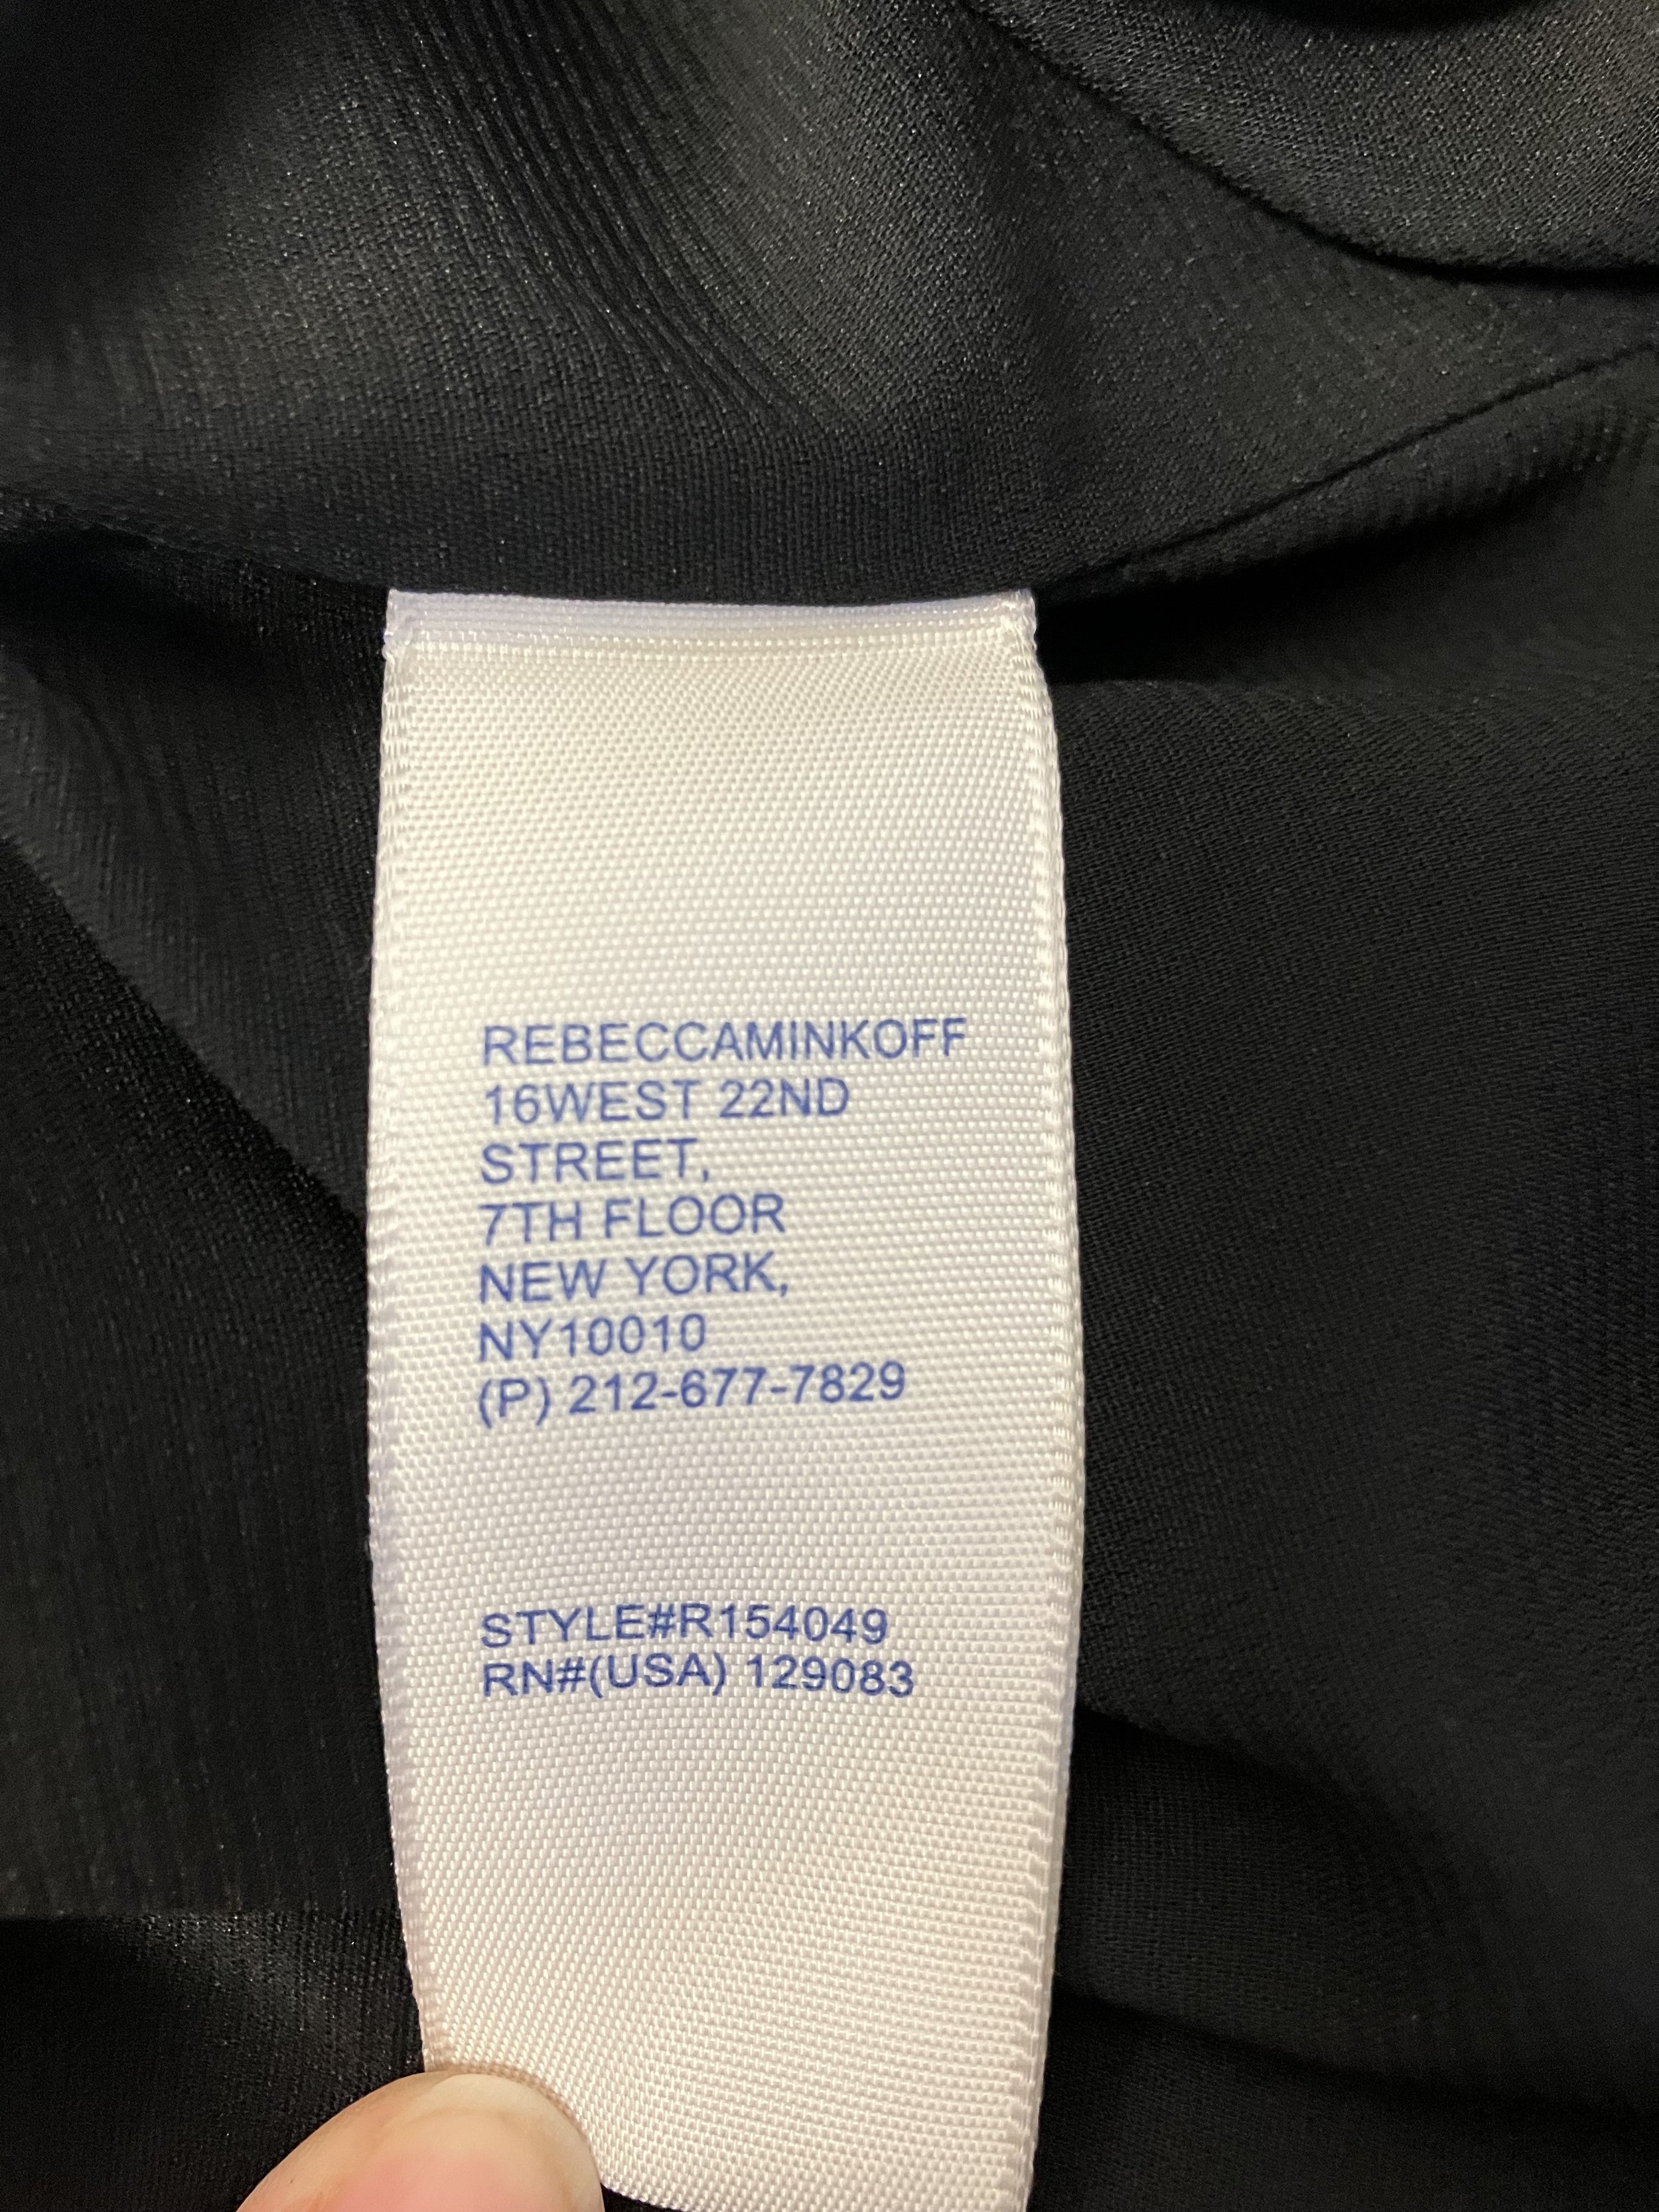 REBECCAMINKOFF
16WEST 22ND
STREET,
7TH FLOOR
NEW YORK,
NY10010
(P) 212-677-7829
STYLE#R154049
RN#(USA) 129083